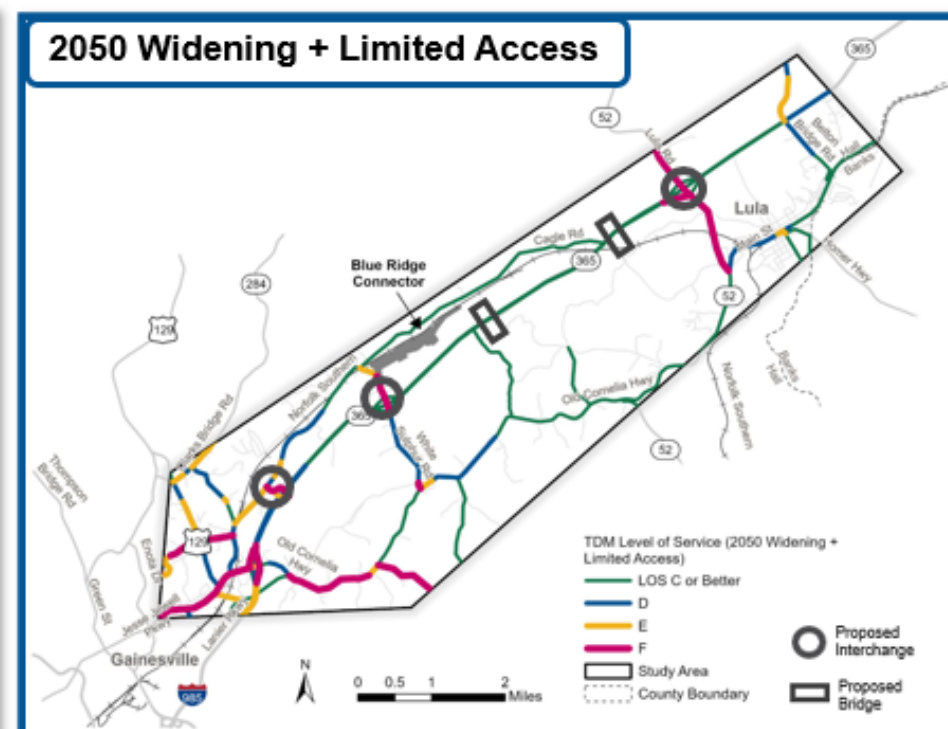 2050 Widening + Limited Access
365
52
Lula Rd
Belton
Bridge Rd
Hall
Banks
Lula
Cagle Rd
Main St
365
Homer Hwy
Blue Ridge
Connector
284
129
52
Norfolk Southern
Banks
Hall
Old Cornelia Hwy
Norfolk Southern
365
52
White
Sulphur Rd
Bridge Rd
Thompson
Bridge Rd
129
Old Cornelia
Hwy
Enota Dr
Green St
Jesse Jewell
Pkwy
Lanier Pkwy
Gainesville
985
N
0 0.5 1 2
Miles
TDM Level of Service (2050 Widening +
Limited Access)
LOS C or Better
D
E
F
Study Area
County Boundary
Proposed
Interchange
Proposed
Bridge